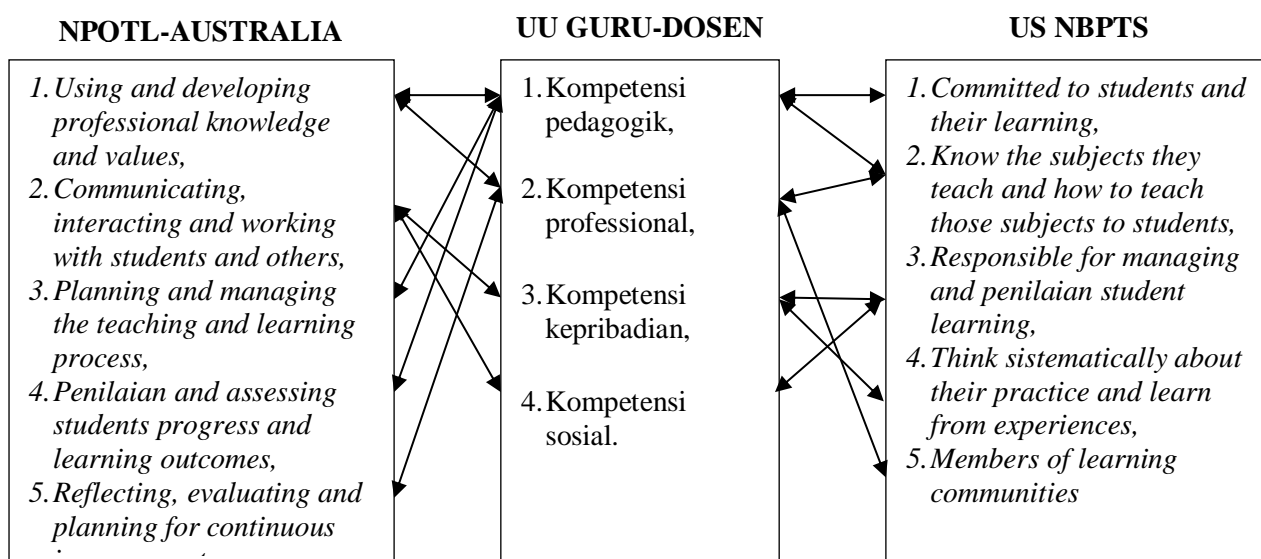 NPOTL-AUSTRALIA
1. Using and developing
professional knowledge
and values,
2. Communicating,
interacting and working
with students and others,
3. Planning and managing
the teaching and learning
process,
4. Penilaian and assessing
students progress and
learning outcomes,
5. Reflecting, evaluating and
planning for continuous
UU GURU-DOSEN
1. Kompetensi
pedagogik,
2. Kompetensi
professional,
3. Kompetensi
kepribadian,
4. Kompetensi
sosial.
US NBPTS
1. Committed to students and
their learning,
2. Know the subjects they
teach and how to teach
those subjects to students,
3. Responsible for managing
and penilaian student
learning,
4. Think sistematically about
their practice and learn
from experiences,
5. Members of learning
communities